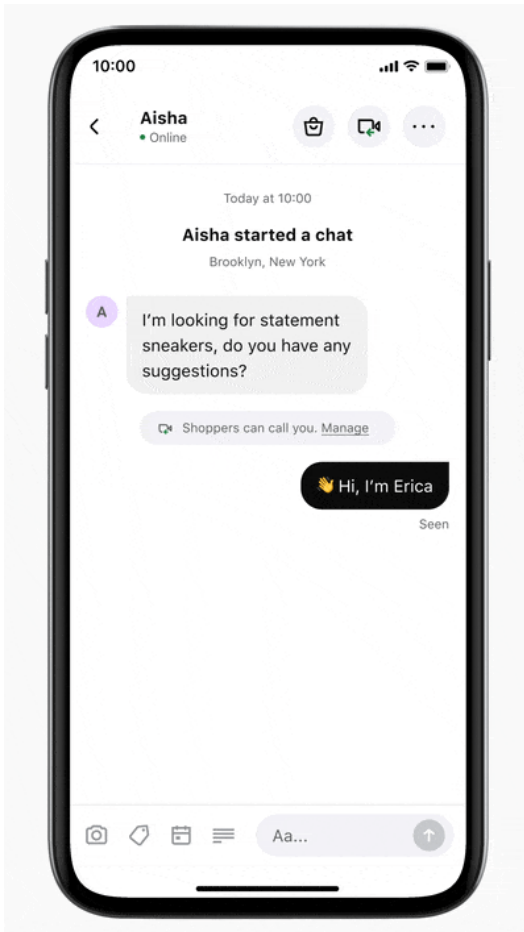 10:00
Aisha
Online
Today at 10:00
Aisha started a chat
Brooklyn, New York
A
I’m looking for statement
sneakers, do you have any
suggestions?
Shoppers can call you. Manage
👋 Hi, I’m Erica
Seen
Aa...